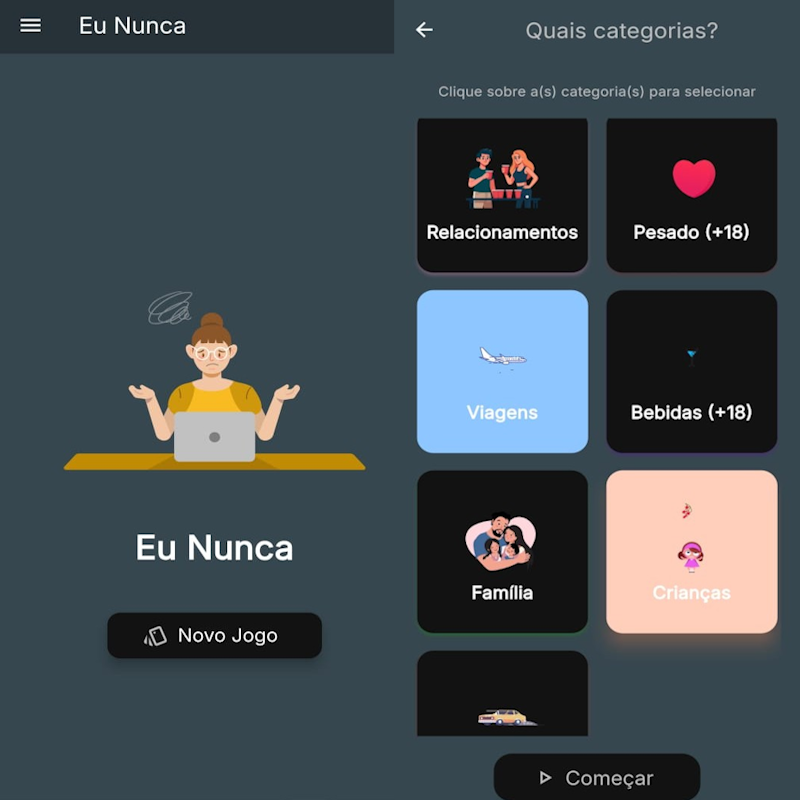 Eu Nunca
Eu Nunca
Novo Jogo
Quais categorias?
Clique sobre a(s) categoria(s) para selecionar
Relacionamentos
Pesado (+18)
Viagens
Bebidas (+18)
Família
Crianças
Começar